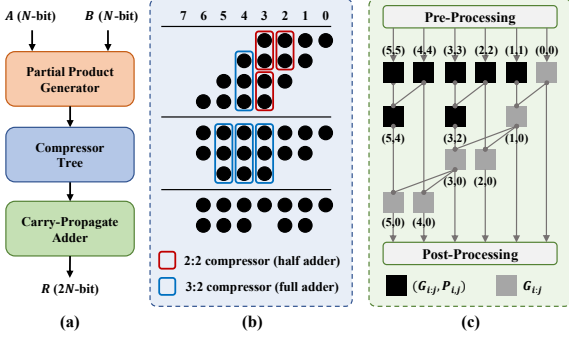 A (N-bit) B (N-bit)
Partial Product
Generator
Compressor
Tree
Carry-Propagate
Adder
R (2N-bit)
(a)
7 6 5 4 3 2 1 0
2:2 compressor (half adder)
3:2 compressor (full adder)
(b)
Pre-Processing
(5,5) (4,4) (3,3) (2,2) (1,1) (0,0)
(5,4) (3,2) (1,0)
(3,0) (2,0)
(5,0) (4,0)
Post-Processing
(G_{i:j}, P_{i,j}) G_{i:j}
(c)